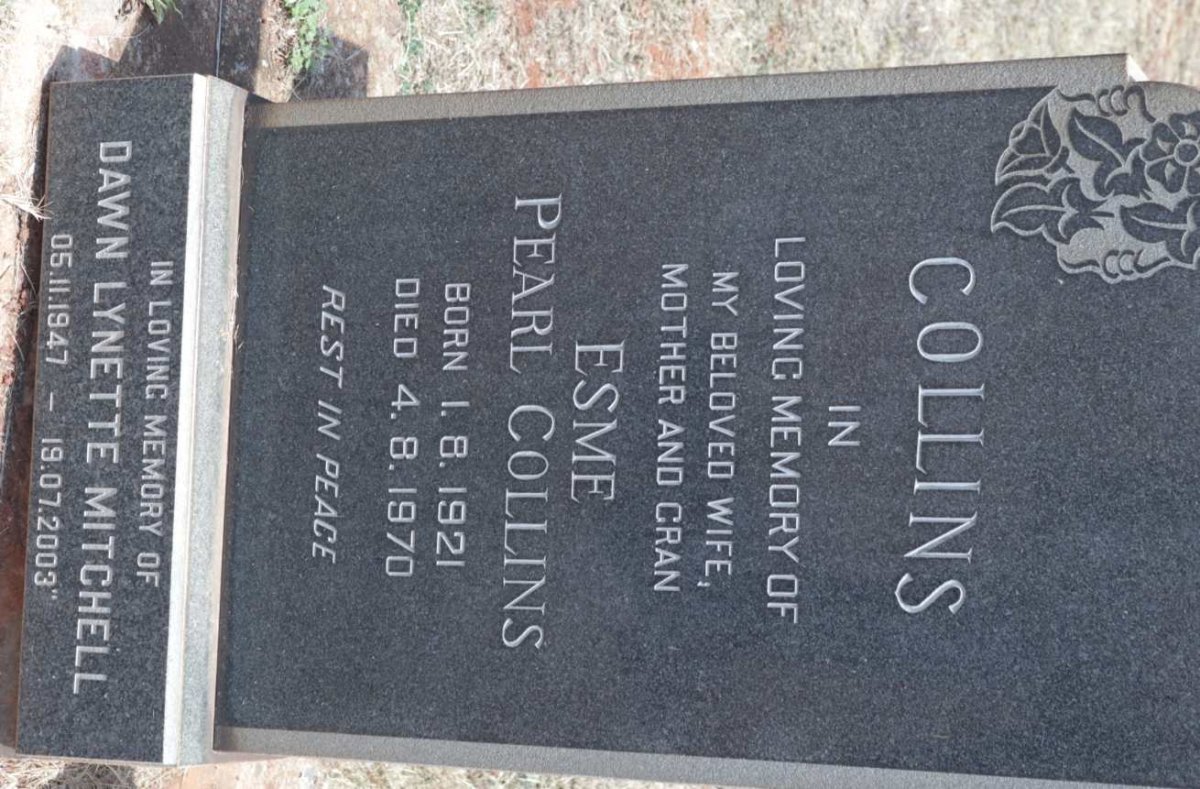 COLLINS
IN
LOVING MEMORY OF
MY BELOVED WIFE,
MOTHER AND GRAN
ESME
PEARL COLLINS
BORN 1. 8. 1921
DIED 4. 8. 1970
REST IN PEACE
IN LOVING MEMORY OF
DAWN LYNETTE MITCHELL
05.11.1947 – 19.07.2003"